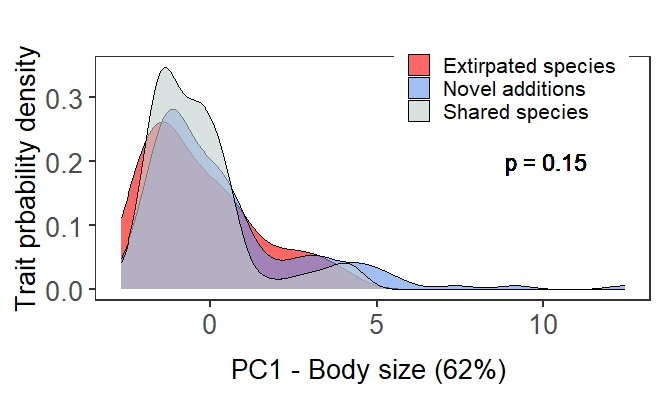 Extirpated species
Novel additions
Shared species
p = 0.15
Trait prbability density
0.3
0.2
0.1
0.0
0
5
10
PC1 - Body size (62%)